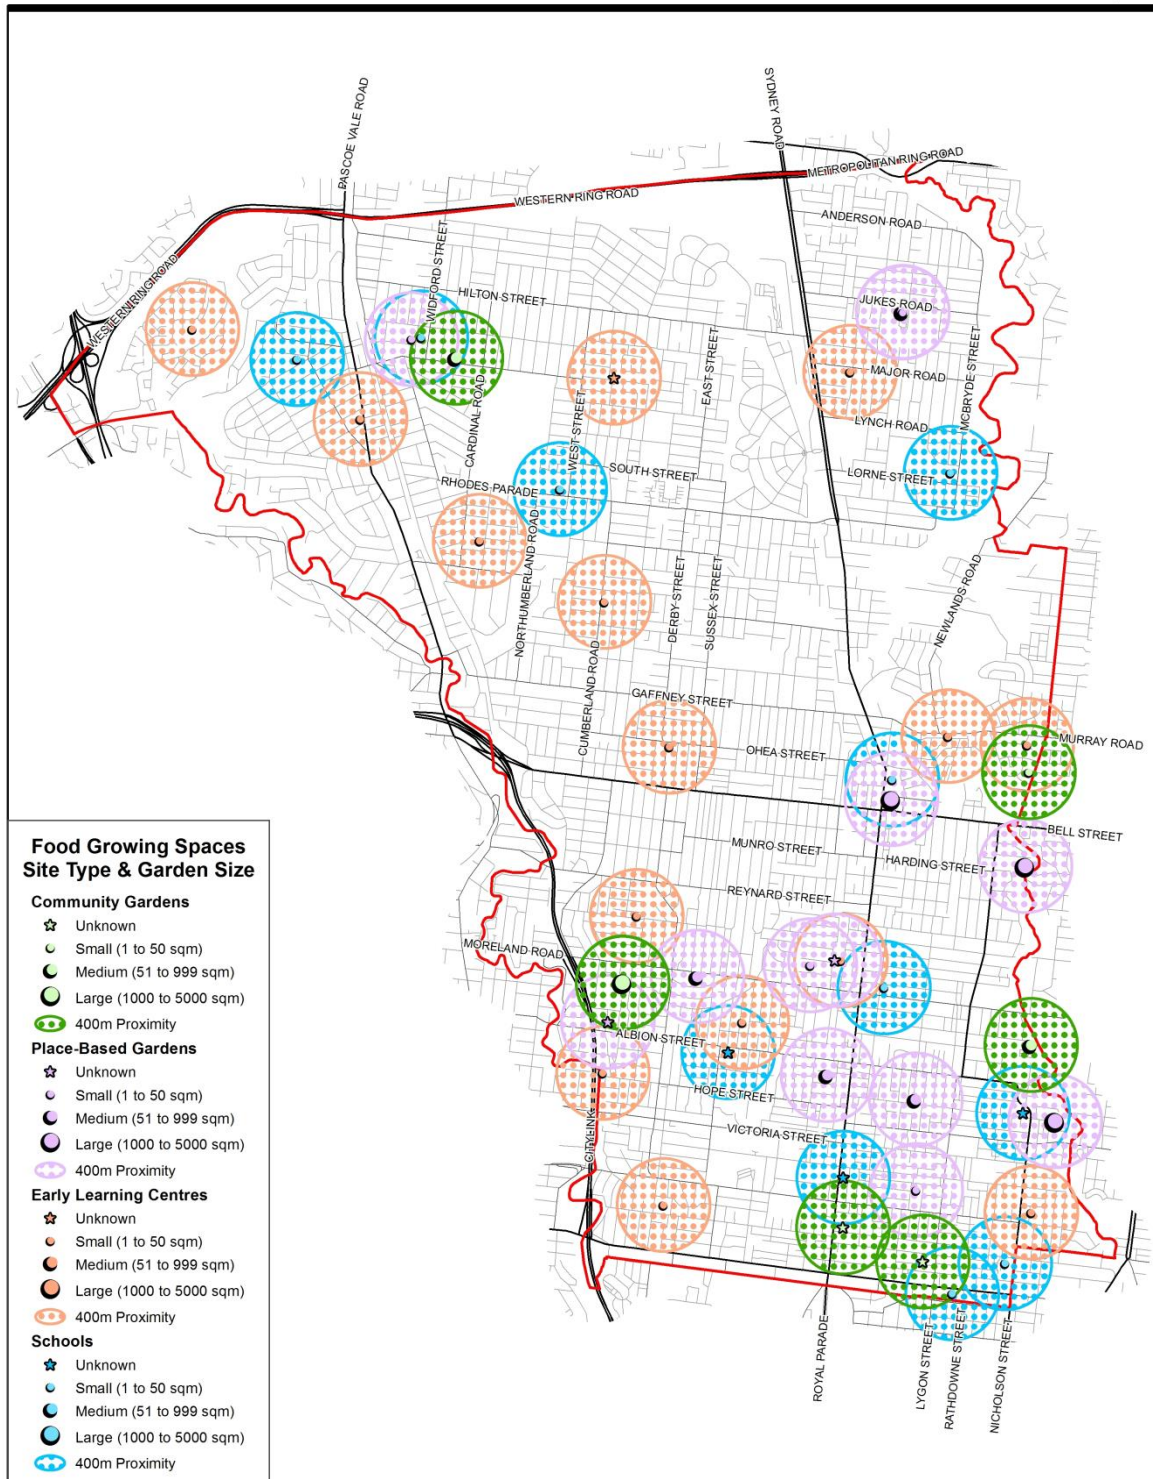 PASCOE VALE ROAD
SYDNEY ROAD
METROPOLITAN RING ROAD
WESTERN RING ROAD
ANDERSON ROAD
WIDFORD STREET
WESTERN RING ROAD
HILTON STREET
JUKES ROAD
EAST STREET
MCBRYDE STREET
MAJOR ROAD
CARDINAL ROAD
WEST STREET
LYNCH ROAD
SOUTH STREET
LORNE STREET
RHODES PARADE
NORTHUMBERLAND ROAD
DERBY STREET
SUSSEX STREET
NEWLANDS ROAD
CUMBERLAND ROAD
GAFFNEY STREET
OHEA STREET
MURRAY ROAD
BELL STREET
MUNRO STREET
HARDING STREET
REYNARD STREET
MORELAND ROAD
ALBION STREET
HOPE STREET
CITYLINK
VICTORIA STREET
ROYAL PARADE
LYGON STREET
RATHDOWNE STREET
NICHOLSON STREET
Food Growing Spaces
Site Type & Garden Size
Community Gardens
Unknown
Small (1 to 50 sqm)
Medium (51 to 999 sqm)
Large (1000 to 5000 sqm)
400m Proximity
Place-Based Gardens
Unknown
Small (1 to 50 sqm)
Medium (51 to 999 sqm)
Large (1000 to 5000 sqm)
400m Proximity
Early Learning Centres
Unknown
Small (1 to 50 sqm)
Medium (51 to 999 sqm)
Large (1000 to 5000 sqm)
400m Proximity
Schools
Unknown
Small (1 to 50 sqm)
Medium (51 to 999 sqm)
Large (1000 to 5000 sqm)
400m Proximity